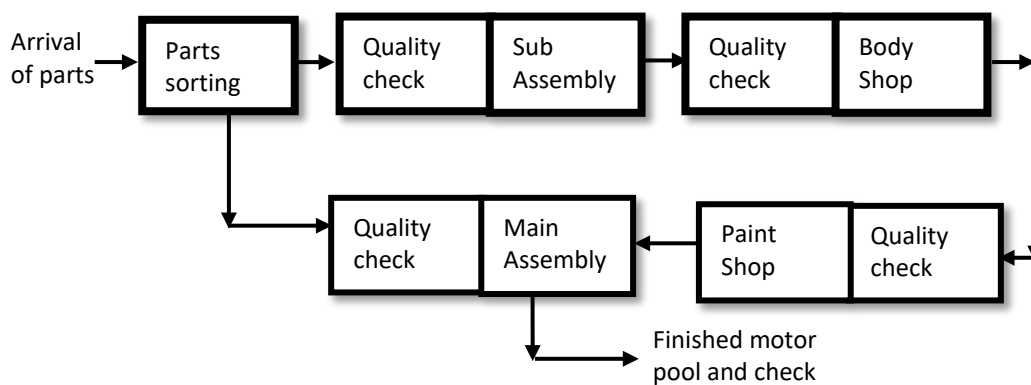 Arrival
of parts
Parts
sorting
Quality
check
Sub
Assembly
Quality
check
Body
Shop
Quality
check
Main
Assembly
Paint
Shop
Quality
check
Finished motor
pool and check